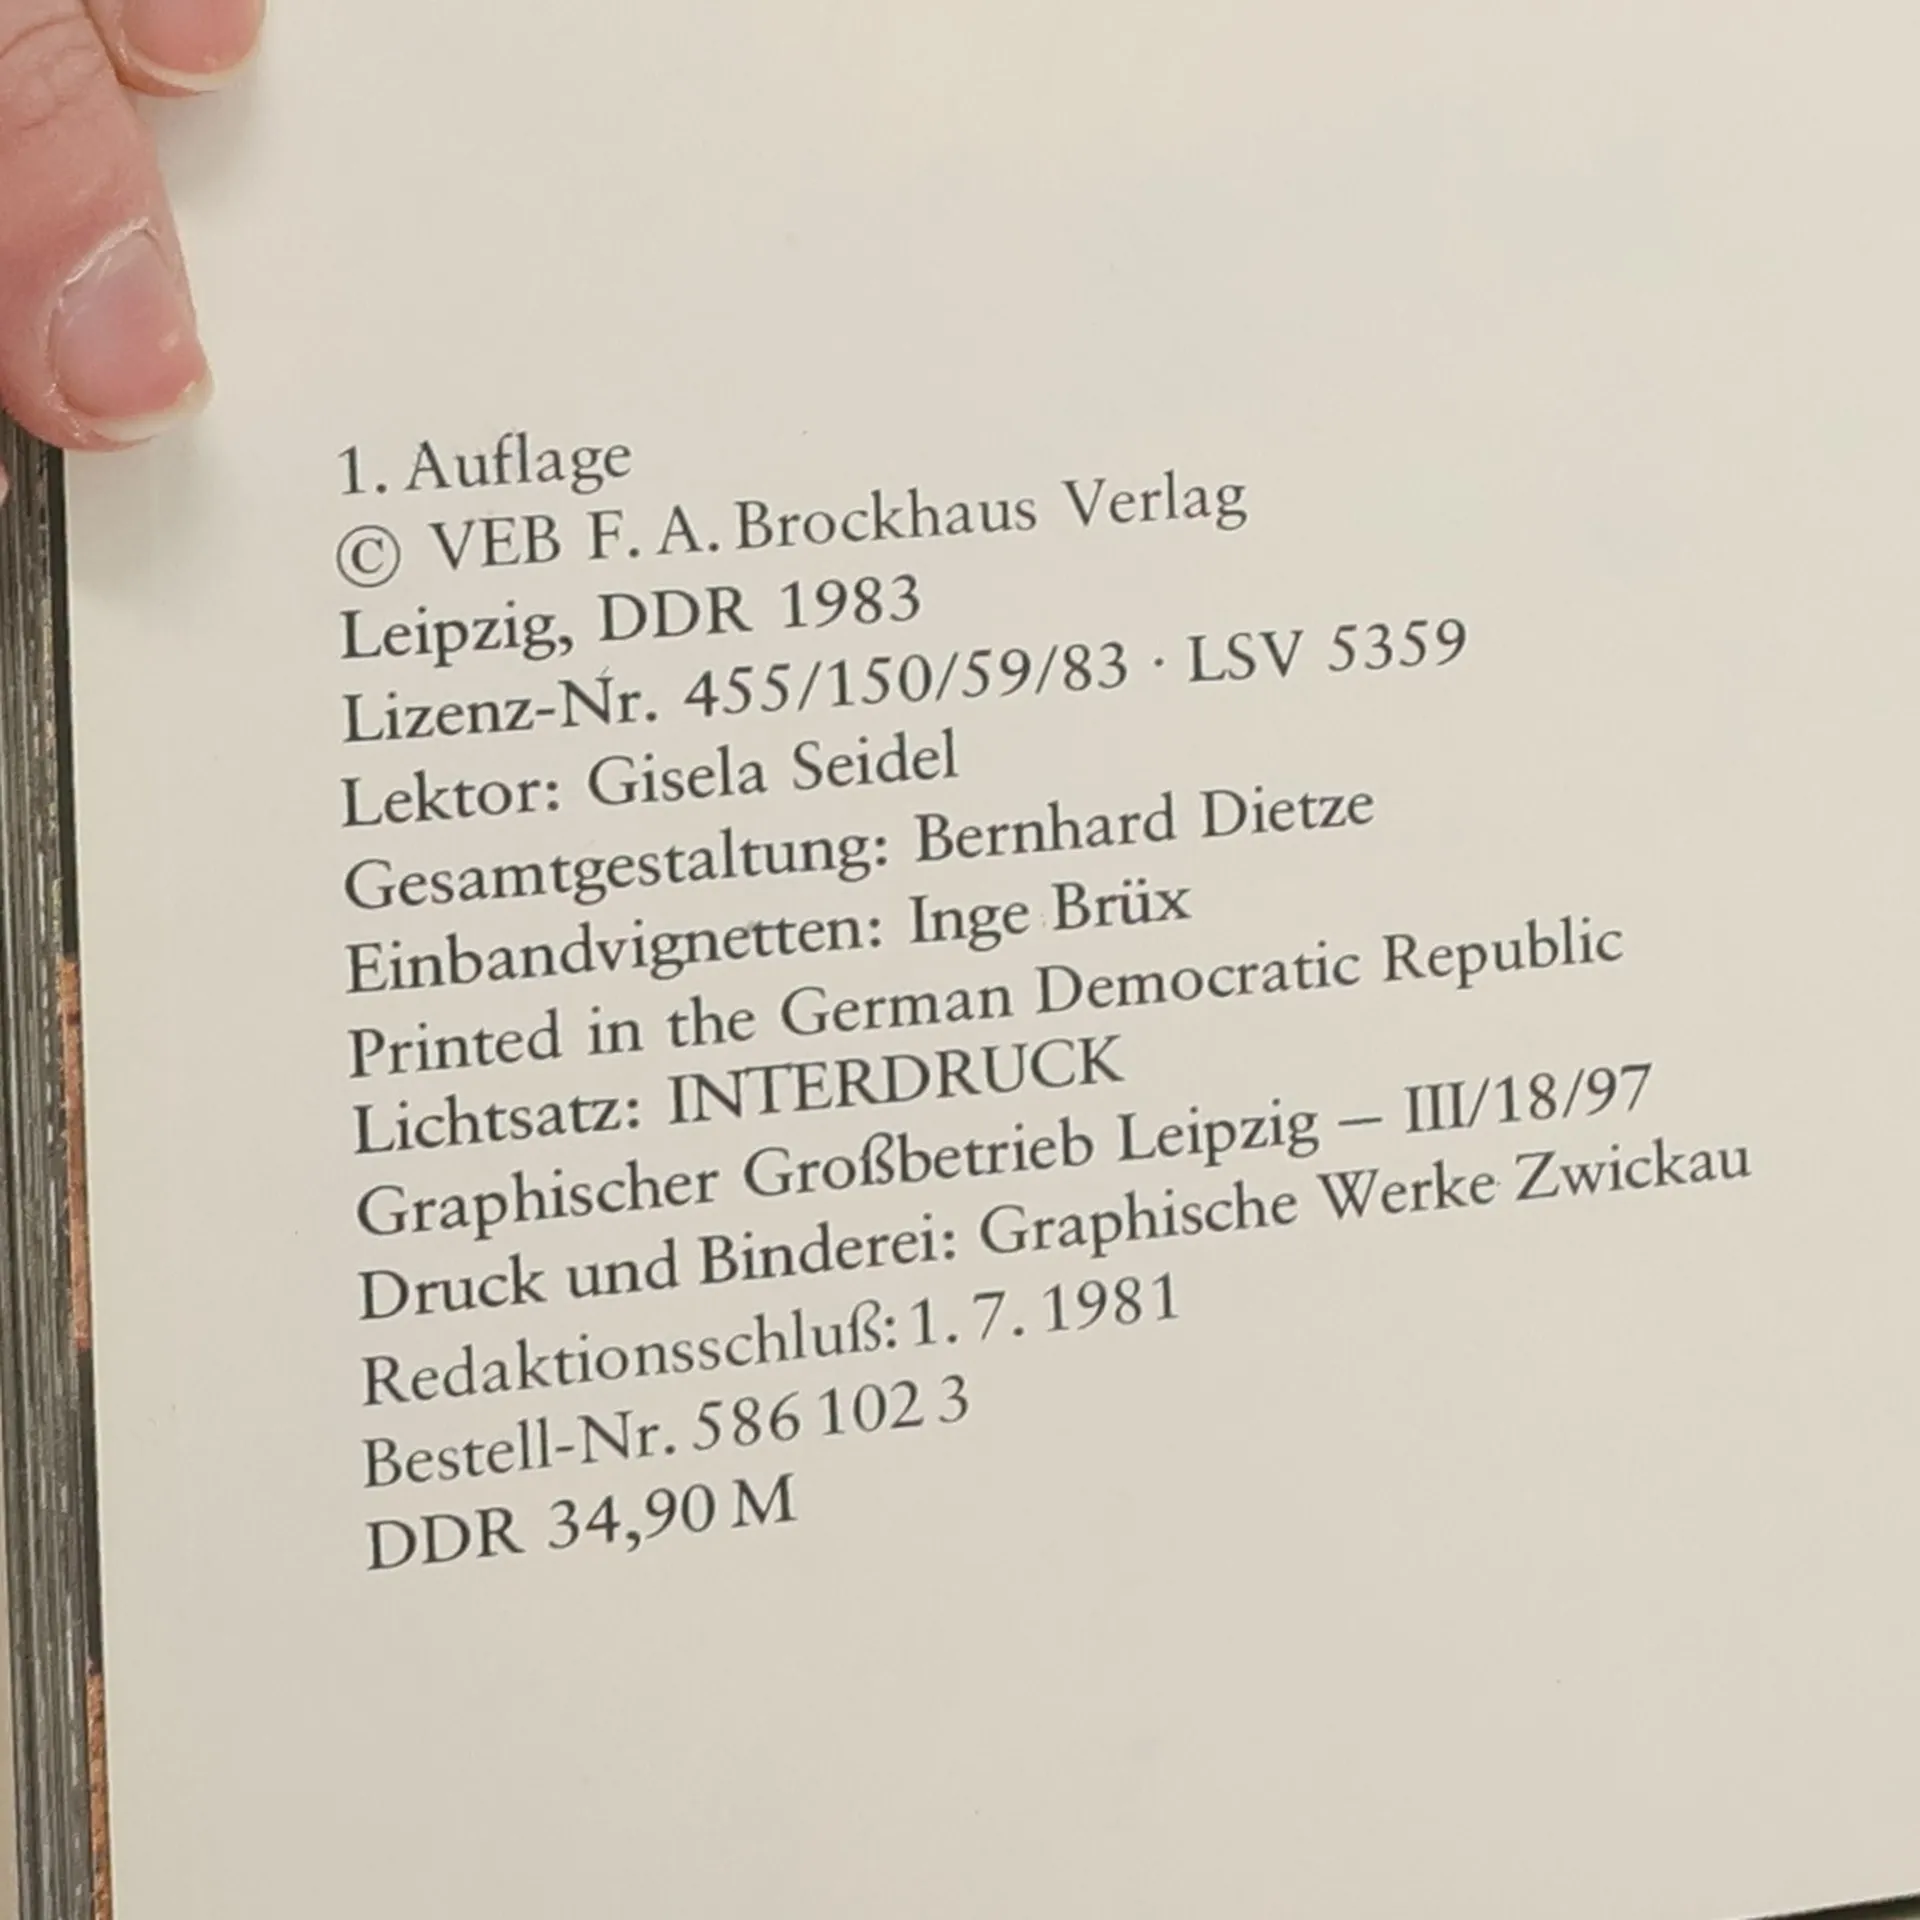 1. Auflage
© VEB F. A. Brockhaus Verlag
Leipzig, DDR 1983
Lizenz-Nr. 455/150/59/83 · LSV 5359
Lektor: Gisela Seidel
Gesamtgestaltung: Bernhard Dietze
Einbandvignetten: Inge Brüx
Printed in the German Democratic Republic
Lichtsatz: INTERDRUCK
Graphischer Großbetrieb Leipzig – III/18/97
Druck und Binderei: Graphische Werke Zwickau
Redaktionsschluß: 1. 7. 1981
Bestell-Nr. 586 102 3
DDR 34,90 M